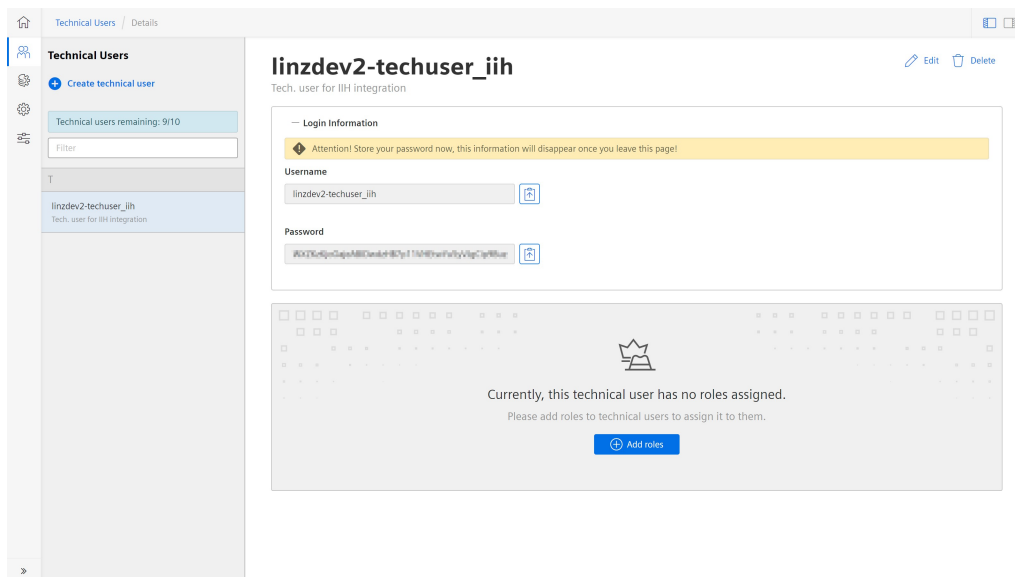 Technical Users / Details
Technical Users
Create technical user
Technical users remaining: 9/10
Filter
T
linzdev2-techuser_iih
Tech. user for IIH integration
linzdev2-techuser_iih
Tech. user for IIH integration
Edit
Delete
Login Information
Attention! Store your password now, this information will disappear once you leave this page!
Username
linzdev2-techuser_iih
Password
Currently, this technical user has no roles assigned.
Please add roles to technical users to assign it to them.
Add roles